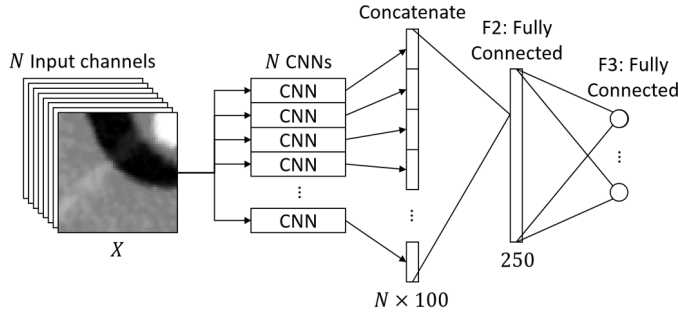 Concatenate
N Input channels
N CNNs
F2: Fully
Connected
F3: Fully
Connected
CNN
CNN
CNN
CNN
⋮
CNN
⋮
⋮
X
N × 100
250